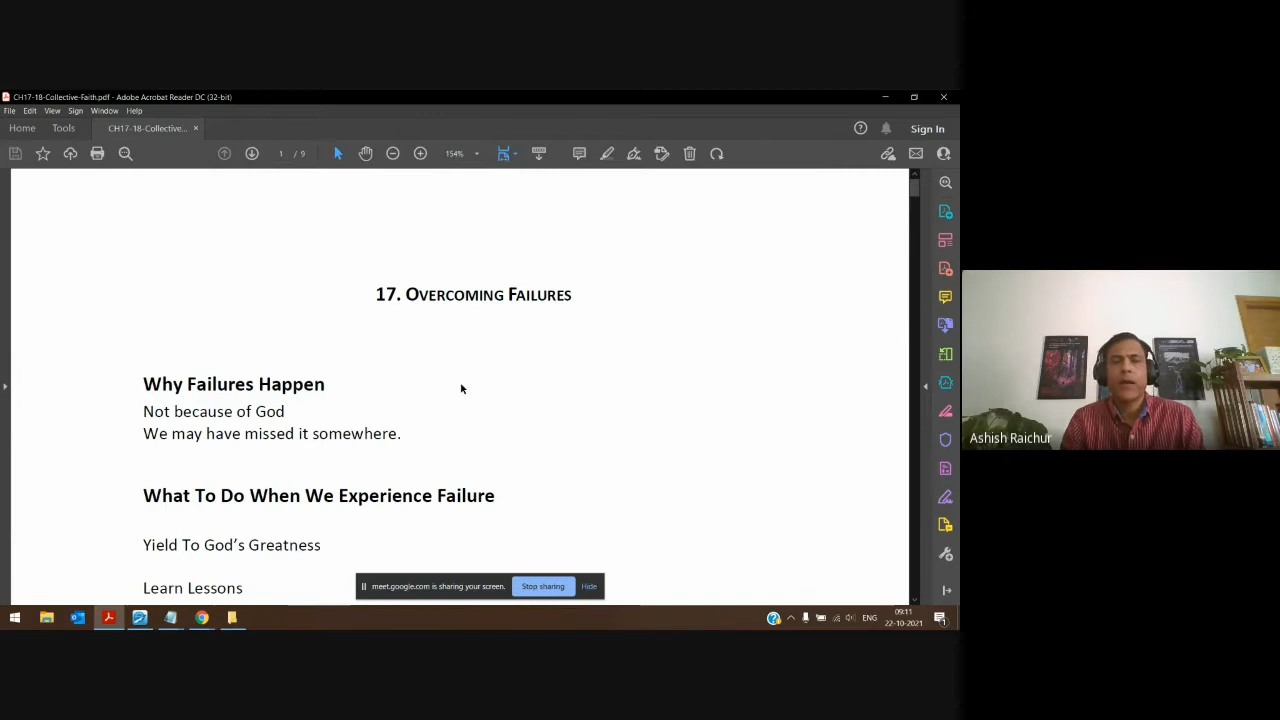 CH17-18-Collective-Faith.pdf - Adobe Acrobat Reader DC (32-bit)
File Edit View Sign Window Help
Home Tools CH17-18-Collective... × Sign In
1 / 9 154%
17. OVERCOMING FAILURES
Why Failures Happen
Not because of God
We may have missed it somewhere.
What To Do When We Experience Failure
Yield To God's Greatness
Learn Lessons
meet.google.com is sharing your screen. Stop sharing Hide
Ashish Raichur
ENG 09:11
22-10-2021